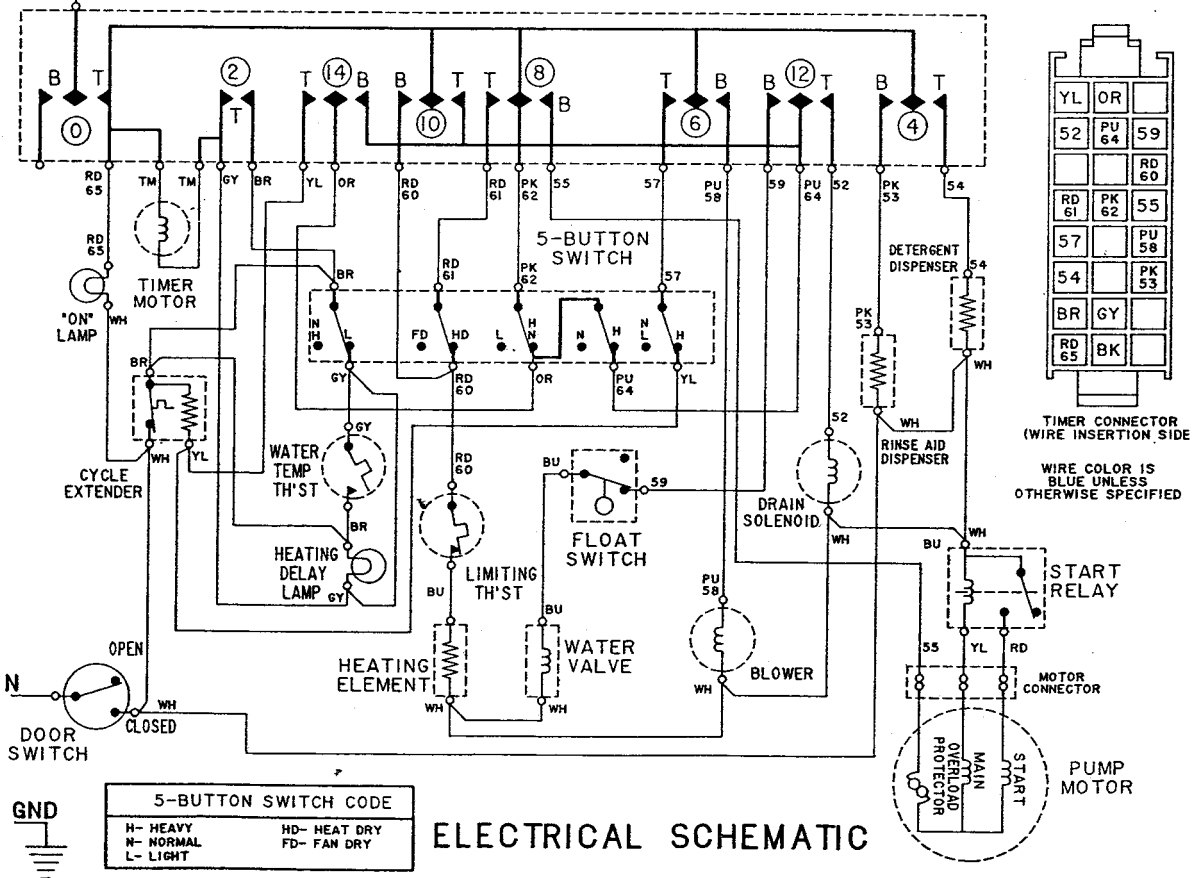 B T 2 14 B B T 8 T B 12 T B T
T
0 10 B 6 4
RD 65 TM TM GY BR YL OR RD 60 RD 61 PK 62 55 57 PU 58 59 PU 64 52 PK 53 54
TIMER
MOTOR
RD 65
"ON"
LAMP
WH
5-BUTTON
SWITCH
BR
RD 61
PK 62
57
N H L FD HD L H N N H N L H
GY
RD 60
OR
PU 64
YL
DETERGENT
DISPENSER
54
PK 53
WH
WH
RINSE AID
DISPENSER
BR
WH
YL
CYCLE
EXTENDER
WATER
TEMP
TH'ST
GY
BR
HEATING
DELAY
LAMP
GY
RD 60
LIMITING
TH'ST
BU
BU
59
FLOAT
SWITCH
52
DRAIN
SOLENOID
WH
HEATING
ELEMENT
WH
BU
WATER
VALVE
WH
PU 58
BLOWER
WH
WH
BU
START
RELAY
55 YL RD
MOTOR
CONNECTOR
OVERLOAD
PROTECTOR
MAIN
START
PUMP
MOTOR
OPEN
N
WH
CLOSED
DOOR
SWITCH
GND
5-BUTTON SWITCH CODE
H- HEAVY HD- HEAT DRY
N- NORMAL FD- FAN DRY
L- LIGHT
ELECTRICAL SCHEMATIC
YL OR
52 PU 64 59
RD 60
RD 61 PK 62 55
57 PU 58
54 PK 53
BR GY
RD 65 BK
TIMER CONNECTOR
(WIRE INSERTION SIDE
WIRE COLOR IS
BLUE UNLESS
OTHERWISE SPECIFIED